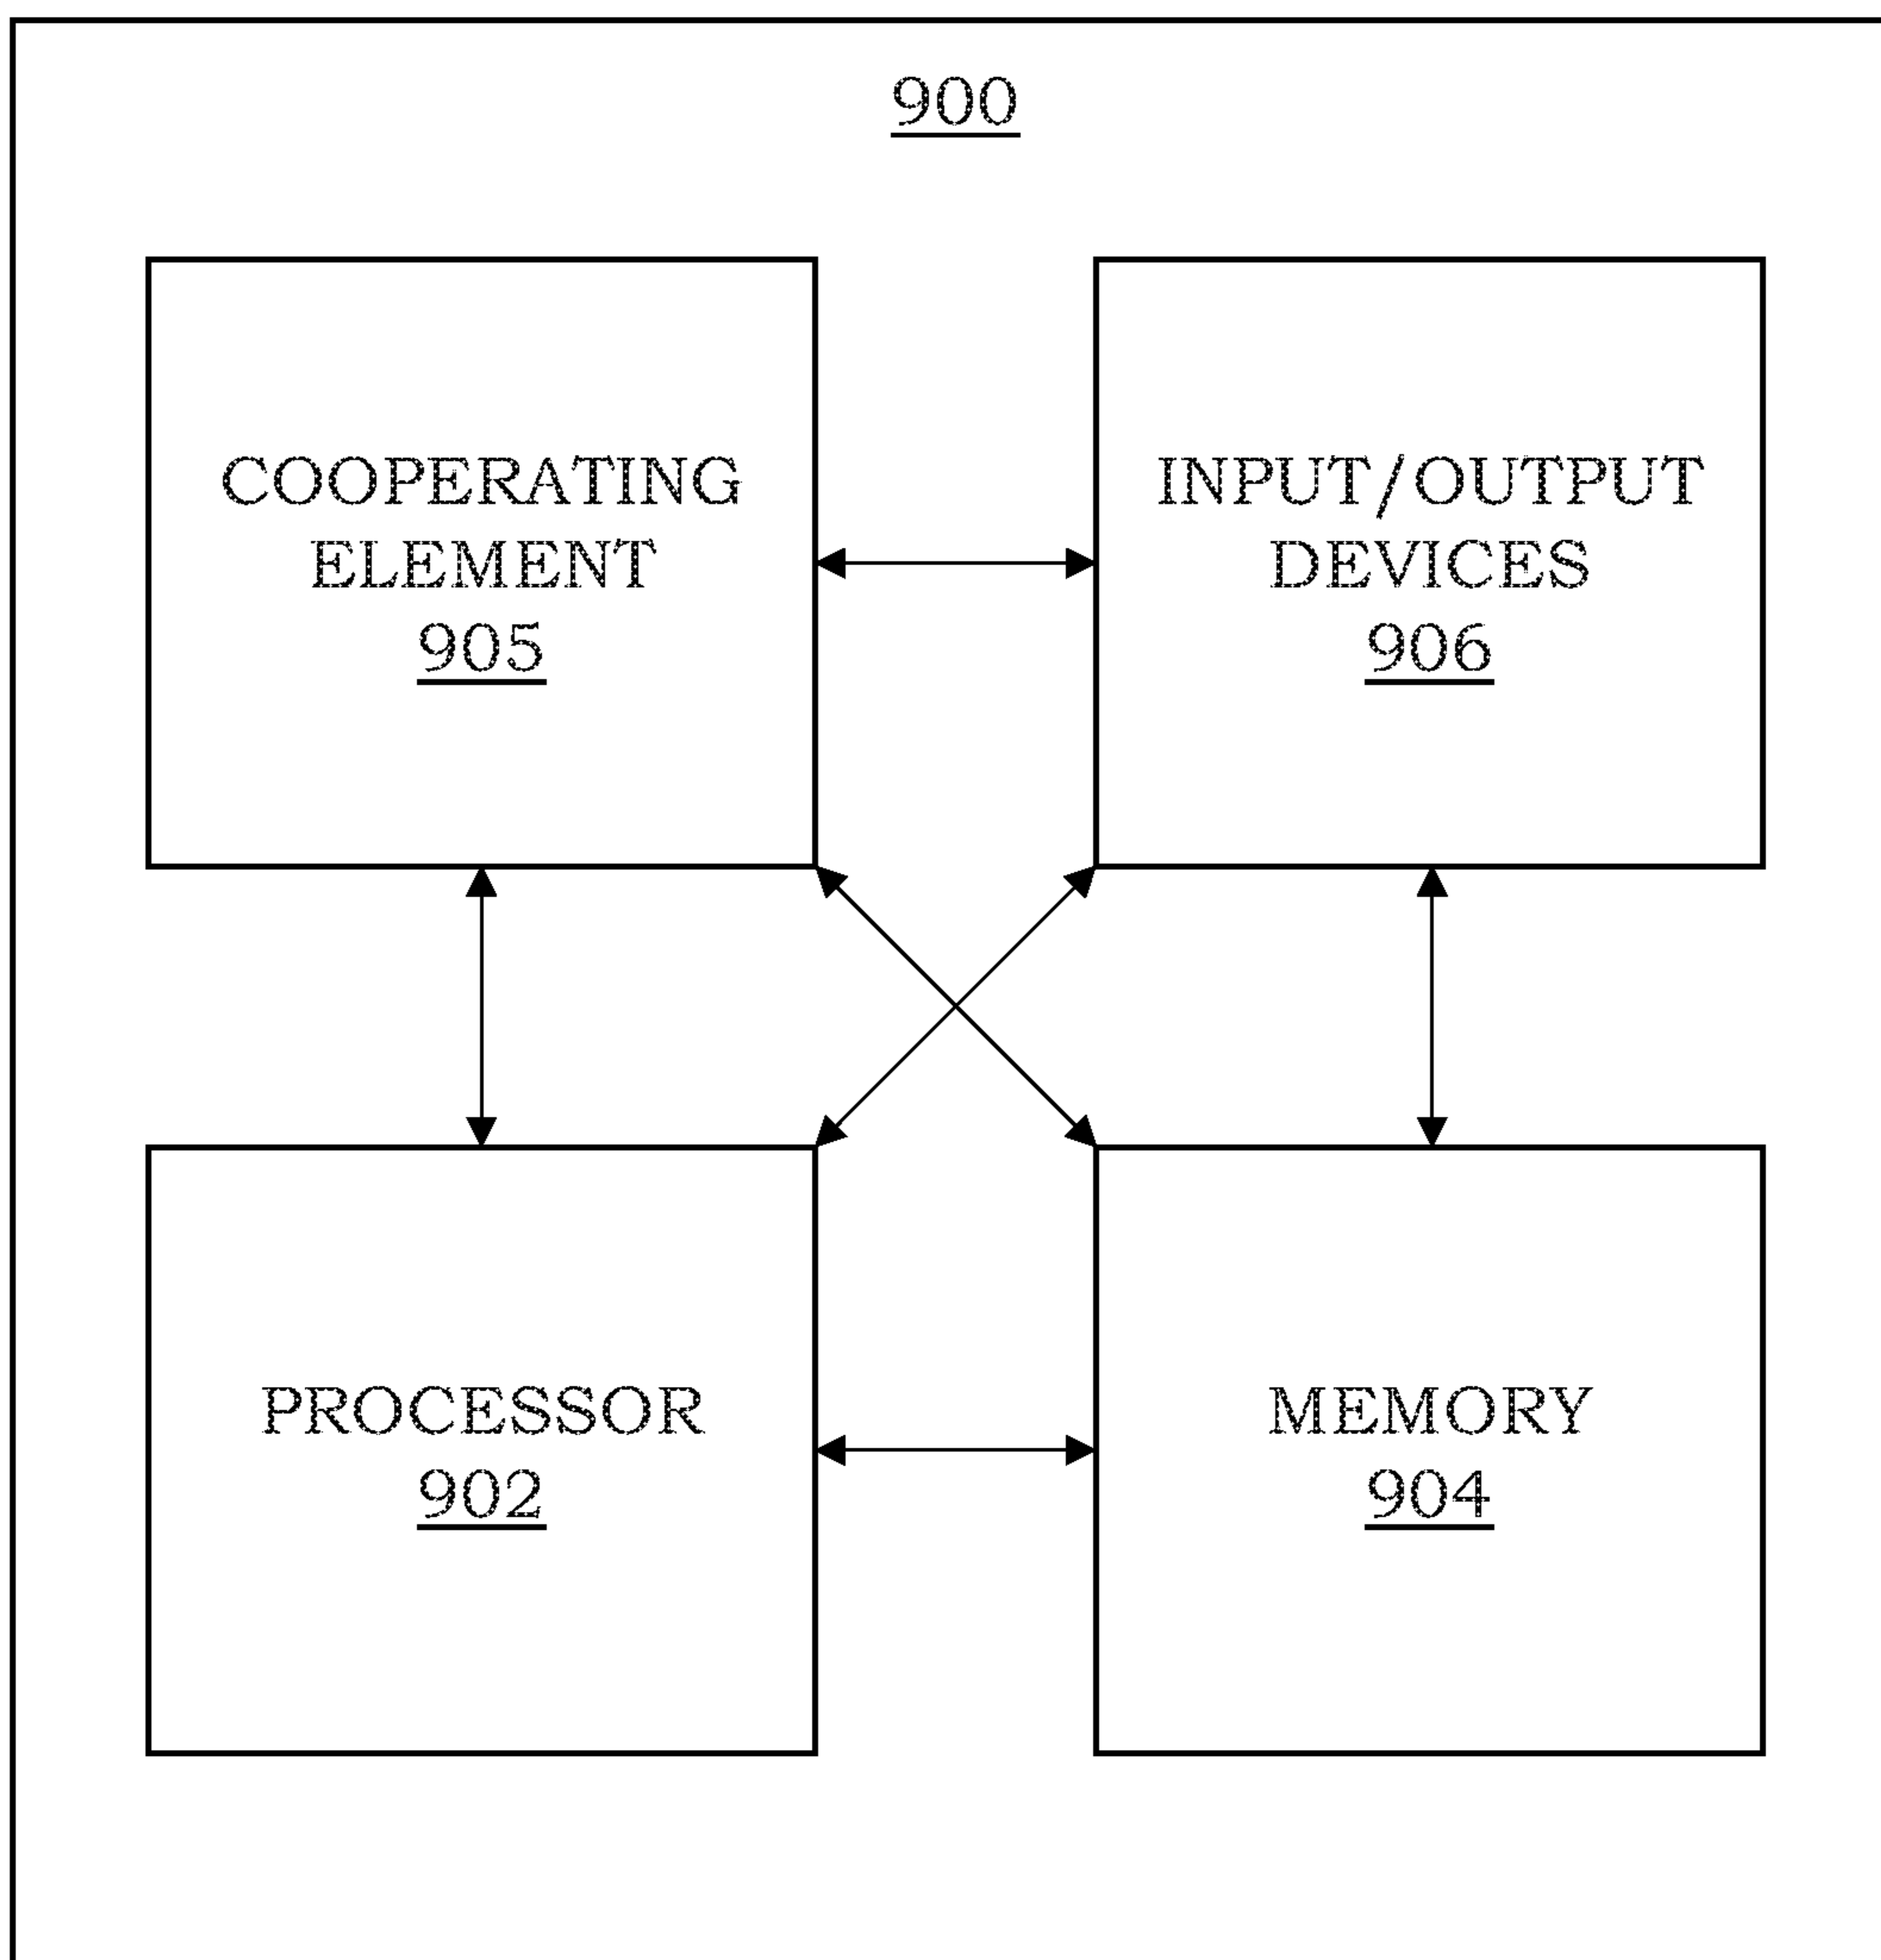 900
COOPERATING
ELEMENT
905
INPUT/OUTPUT
DEVICES
906
PROCESSOR
902
MEMORY
904